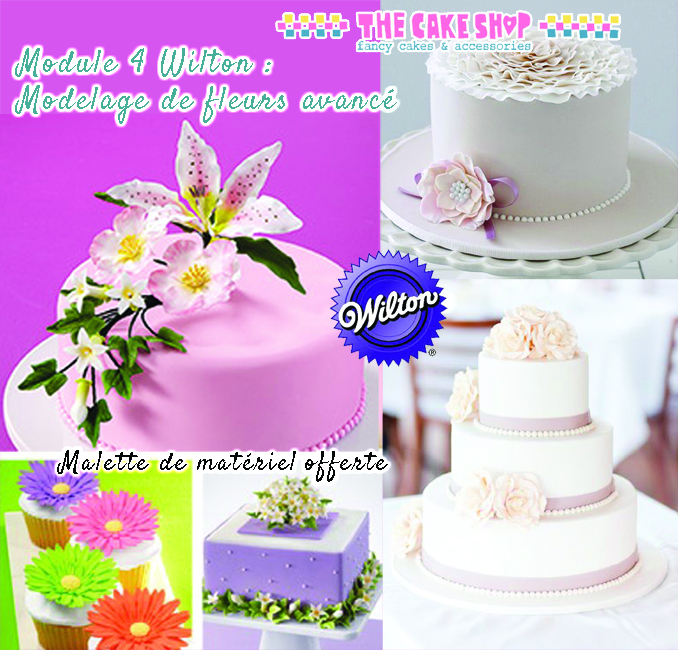 THE CAKE SHOP
fancy cakes & accessories
Module 4 Wilton :
Modelage de fleurs avancé
Wilton
®
Malette de matériel offerte